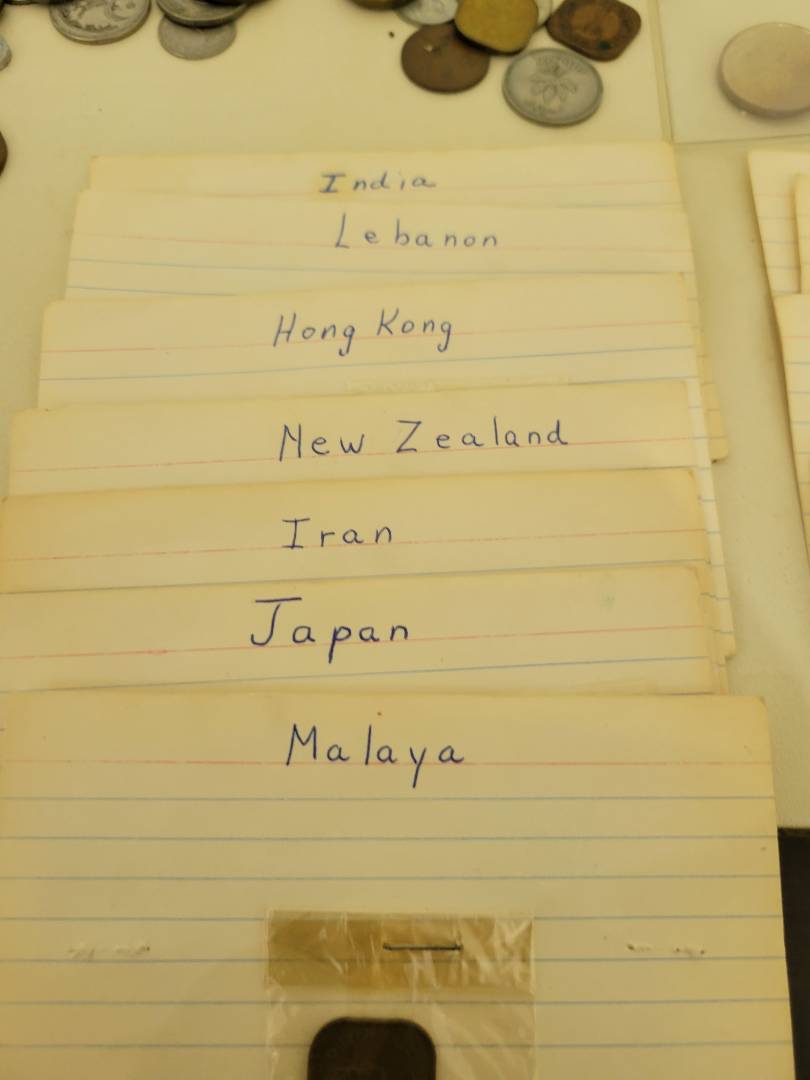 India
Lebanon
Hong Kong
New Zealand
Iran
Japan
Malaya